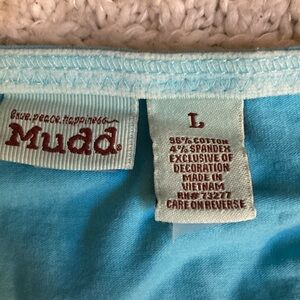 love.peace.happiness
Mudd.
L
96% COTTON
4% SPANDEX
EXCLUSIVE OF
DECORATION
MADE IN
VIETNAM
RN#73277
CARE ON REVERSE